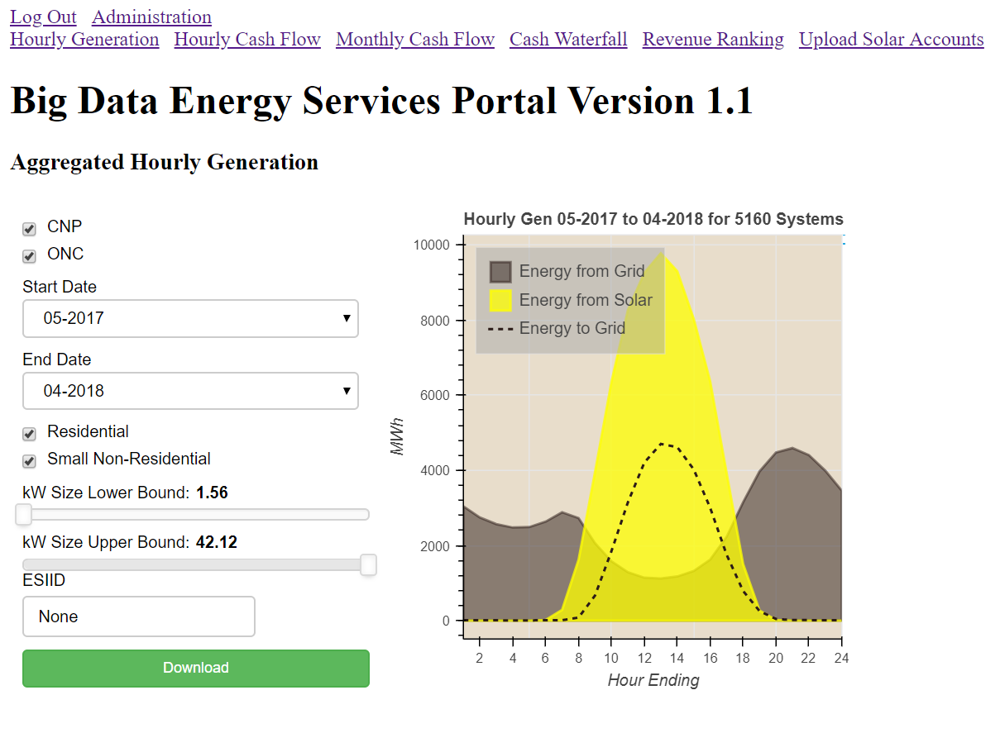 Log Out Administration
Hourly Generation Hourly Cash Flow Monthly Cash Flow Cash Waterfall Revenue Ranking Upload Solar Accounts
Big Data Energy Services Portal Version 1.1
Aggregated Hourly Generation
CNP
ONC
Start Date
05-2017
End Date
04-2018
Residential
Small Non-Residential
kW Size Lower Bound: 1.56
kW Size Upper Bound: 42.12
ESIID
None
Download
Hourly Gen 05-2017 to 04-2018 for 5160 Systems
Energy from Grid
Energy from Solar
Energy to Grid
10000
8000
6000
4000
2000
0
MWh
2 4 6 8 10 12 14 16 18 20 22 24
Hour Ending